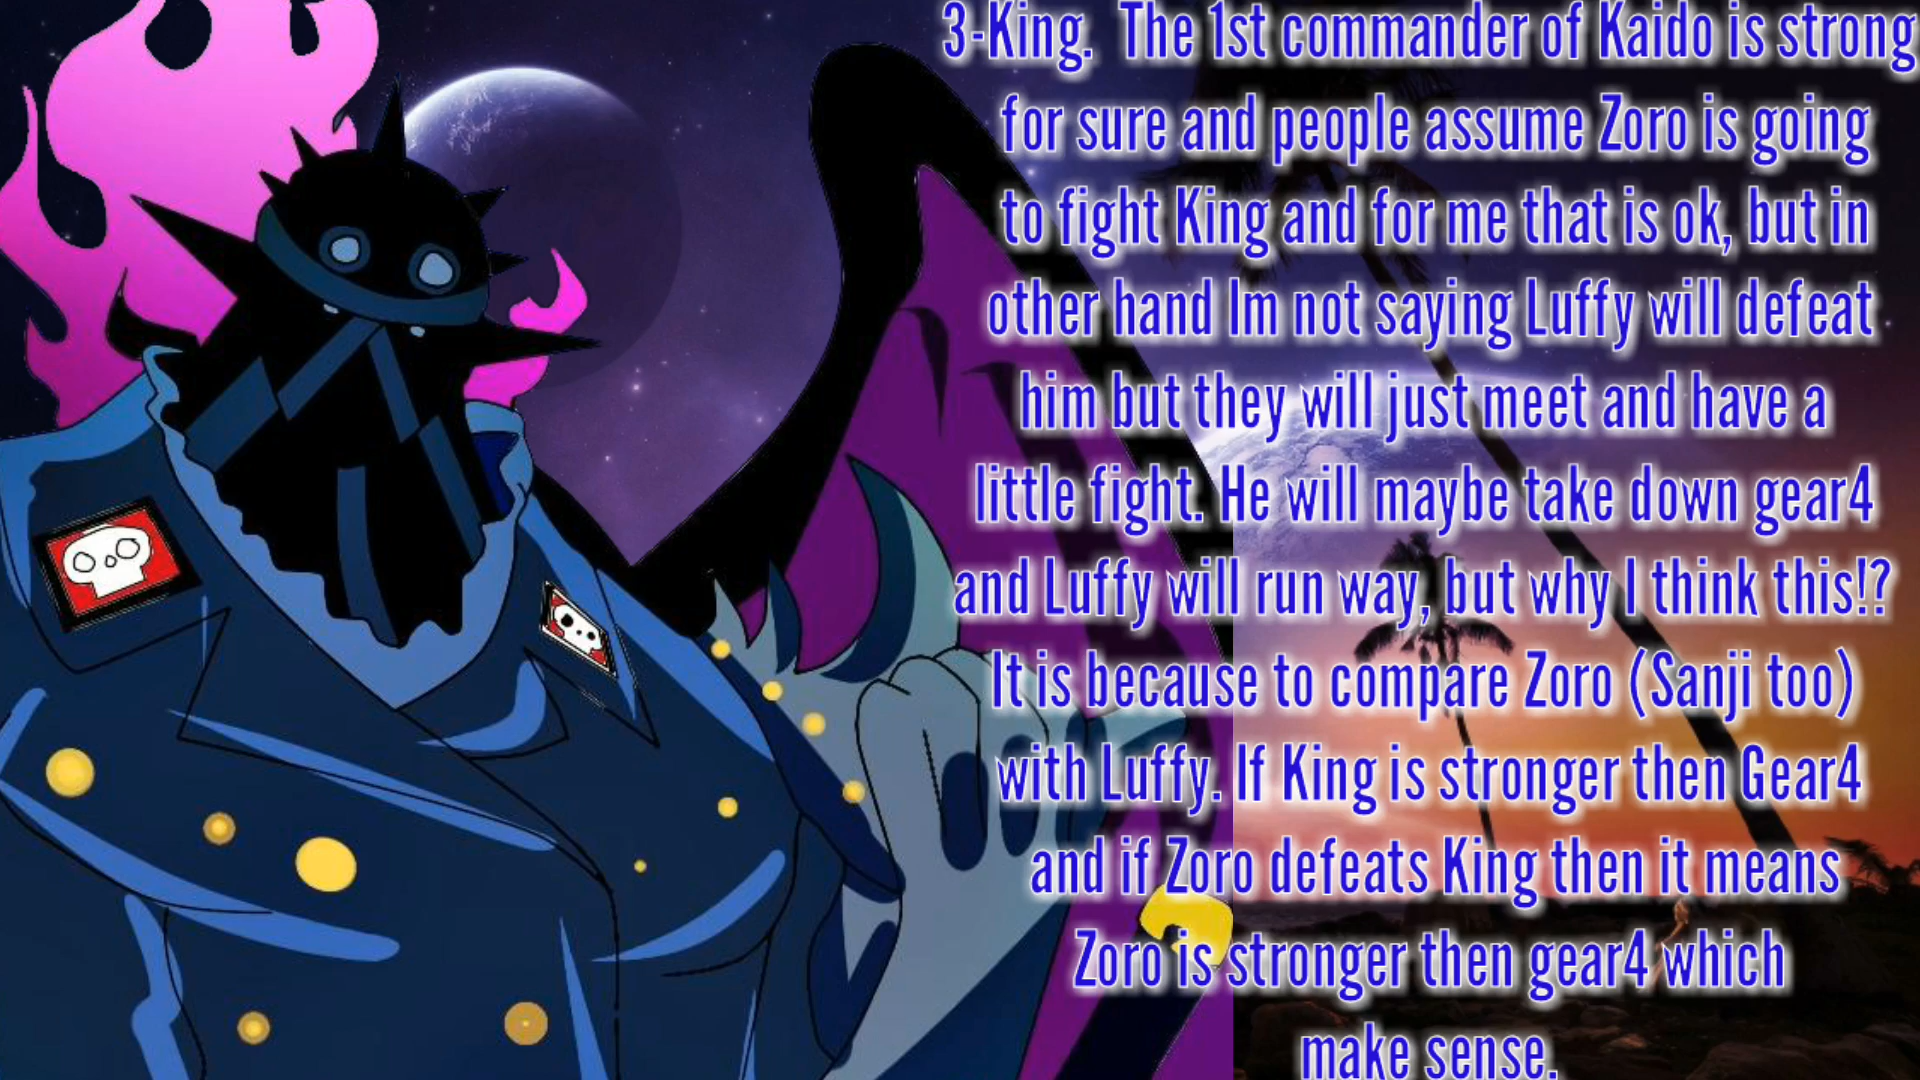 3-King.  The 1st commander of Kaido is strong
for sure and people assume Zoro is going
to fight King and for me that is ok, but in
other hand Im not saying Luffy will defeat
him but they will just meet and have a
little fight. He will maybe take down gear4
and Luffy will run way, but why I think this!?
It is because to compare Zoro (Sanji too)
with Luffy. If King is stronger then Gear4
and if Zoro defeats King then it means
Zoro is stronger then gear4 which
make sense.